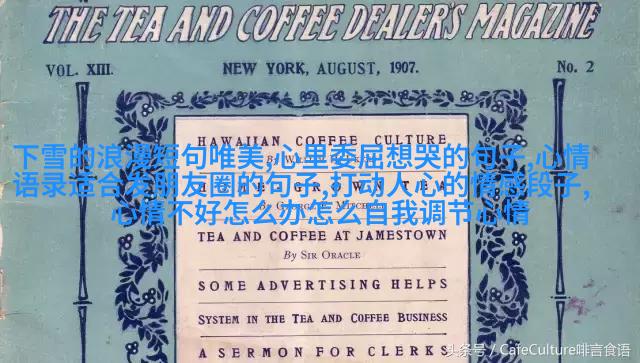 THE TEA AND COFFEE DEALER'S MAGAZINE
VOL. XIII. NEW YORK, AUGUST, 1907. No. 2
HAWAIIAN COFFEE CULTURE
下雪的浪漫短句唯美,心里委屈想哭的句子,心情
语录适合发朋友圈的句子,打动人心的情感段子,
心情不好怎么办怎么自我调节心情
HOME GROWN TEA
TEA AND COFFEE AT JAMESTOWN
By SIR ORACLE
SOME ADVERTISING HELPS
SYSTEM IN THE TEA AND COFFEE BUSINESS
A SERMON FOR CLERKS
头条号 / CafeCulture啡言食语